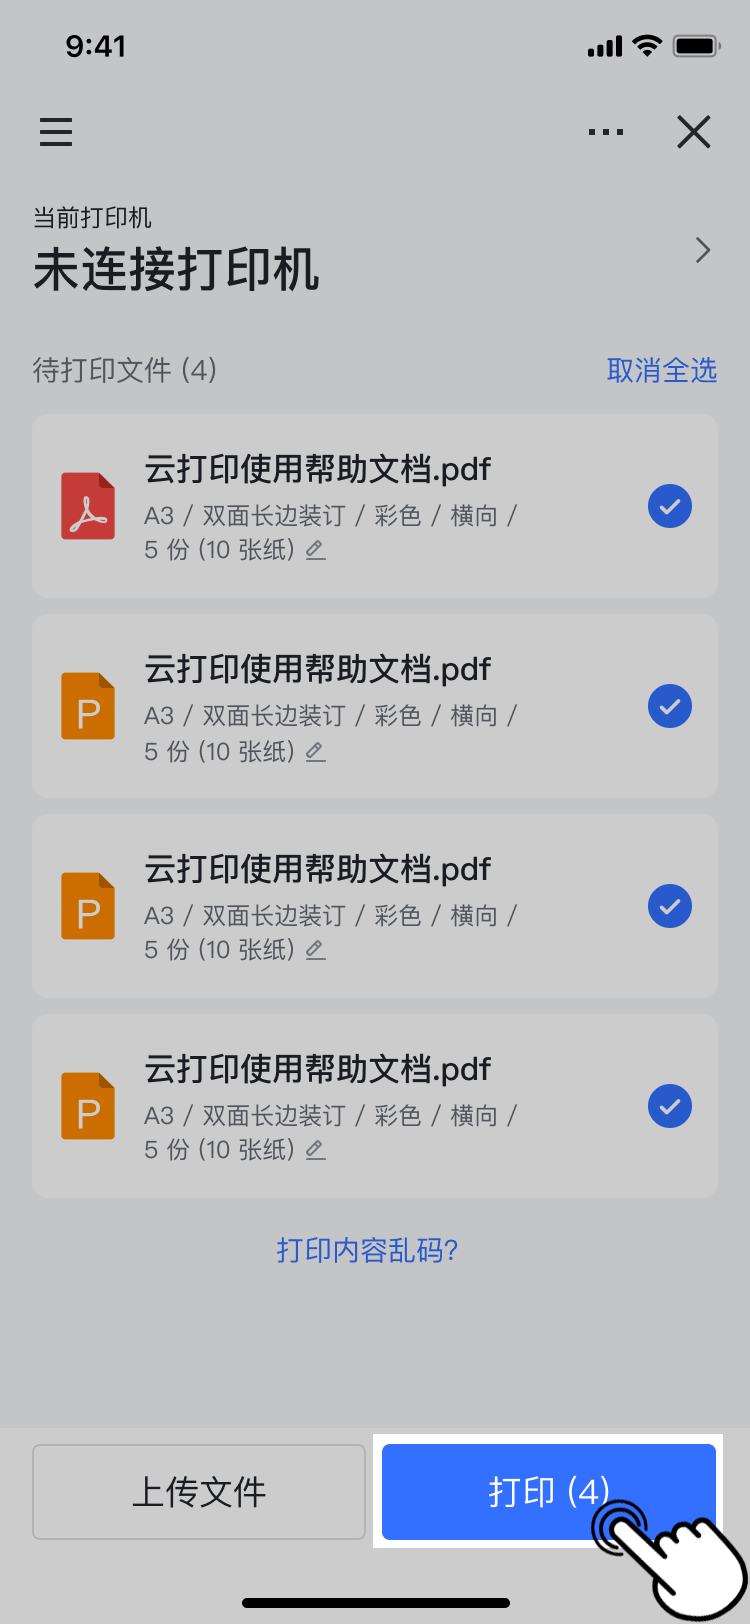 9:41
当前打印机
未连接打印机
待打印文件 (4)
取消全选
云打印使用帮助文档.pdf
A3 / 双面长边装订 / 彩色 / 横向 /
5 份 (10 张纸)
P
云打印使用帮助文档.pdf
A3 / 双面长边装订 / 彩色 / 横向 /
5 份 (10 张纸)
P
云打印使用帮助文档.pdf
A3 / 双面长边装订 / 彩色 / 横向 /
5 份 (10 张纸)
P
云打印使用帮助文档.pdf
A3 / 双面长边装订 / 彩色 / 横向 /
5 份 (10 张纸)
打印内容乱码?
上传文件
打印 (4)